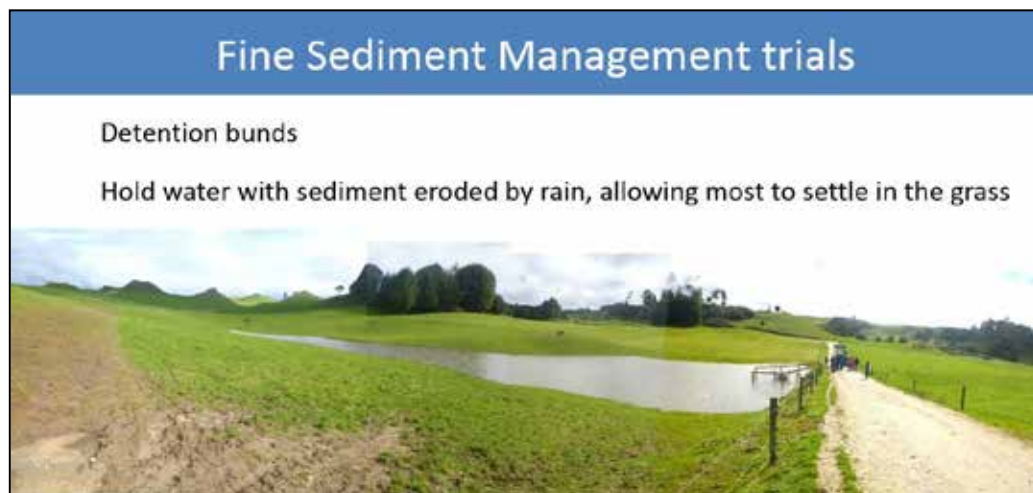 Fine Sediment Management trials
Detention bunds
Hold water with sediment eroded by rain, allowing most to settle in the grass